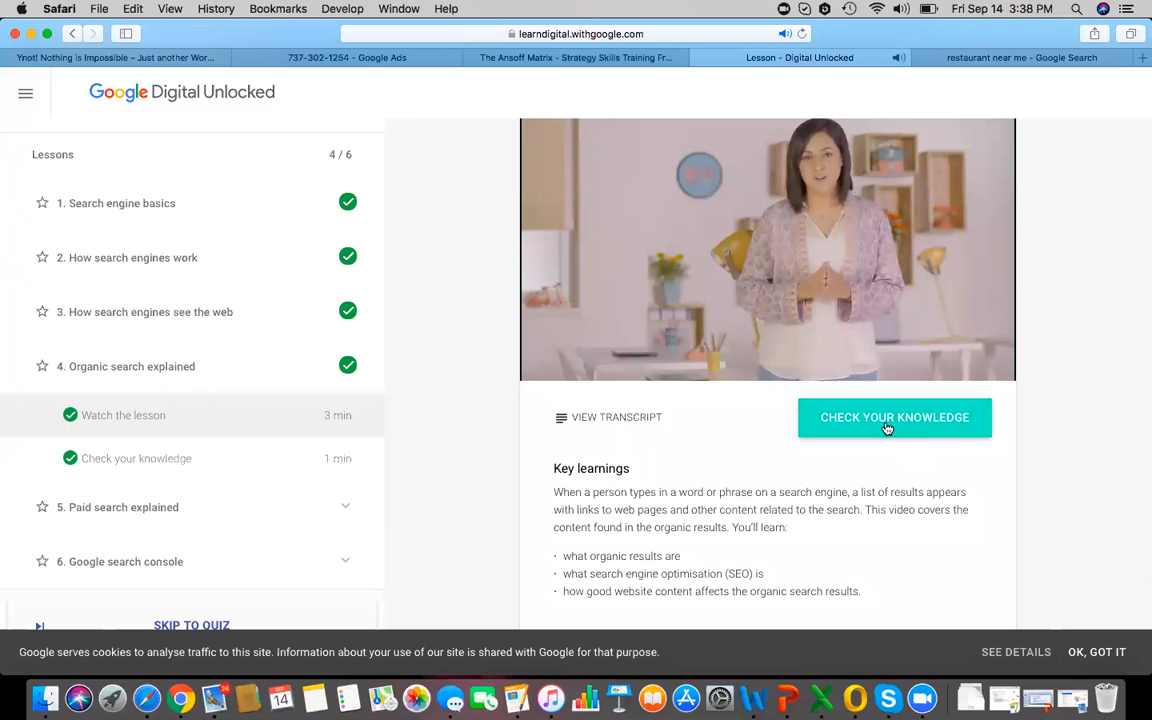 Safari File Edit View History Bookmarks Develop Window Help Fri Sep 14 3:38 PM
learndigital.withgoogle.com
Ynot! Nothing is Impossible – Just another Wor... 737-302-1254 - Google Ads The Ansoff Matrix - Strategy Skills Training Fr... Lesson - Digital Unlocked restaurant near me - Google Search
Google Digital Unlocked
Lessons 4 / 6
1. Search engine basics
2. How search engines work
3. How search engines see the web
4. Organic search explained
Watch the lesson 3 min
Check your knowledge 1 min
5. Paid search explained
6. Google search console
SKIP TO QUIZ
VIEW TRANSCRIPT
CHECK YOUR KNOWLEDGE
Key learnings
When a person types in a word or phrase on a search engine, a list of results appears
with links to web pages and other content related to the search. This video covers the
content found in the organic results. You'll learn:
· what organic results are
· what search engine optimisation (SEO) is
· how good website content affects the organic search results.
Google serves cookies to analyse traffic to this site. Information about your use of our site is shared with Google for that purpose. SEE DETAILS OK, GOT IT